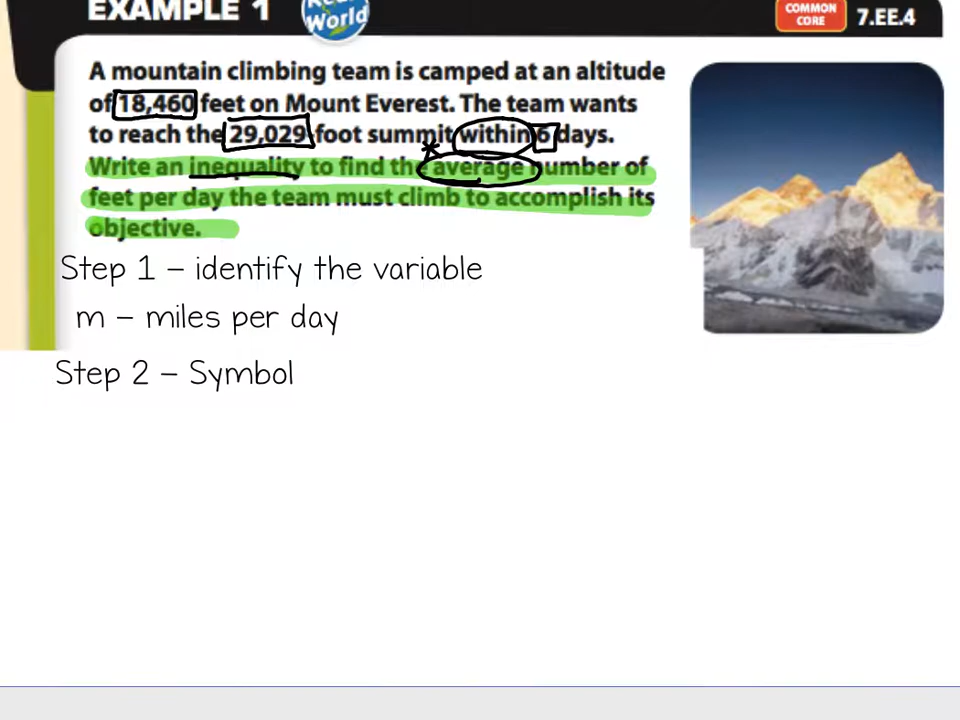 EXAMPLE 1
World
COMMON
CORE
7.EE.4
A mountain climbing team is camped at an altitude
of 18,460 feet on Mount Everest. The team wants
to reach the 29,029-foot summit within 6 days.
Write an inequality to find the average number of
feet per day the team must climb to accomplish its
objective.
Step 1 – identify the variable
m – miles per day
Step 2 – Symbol